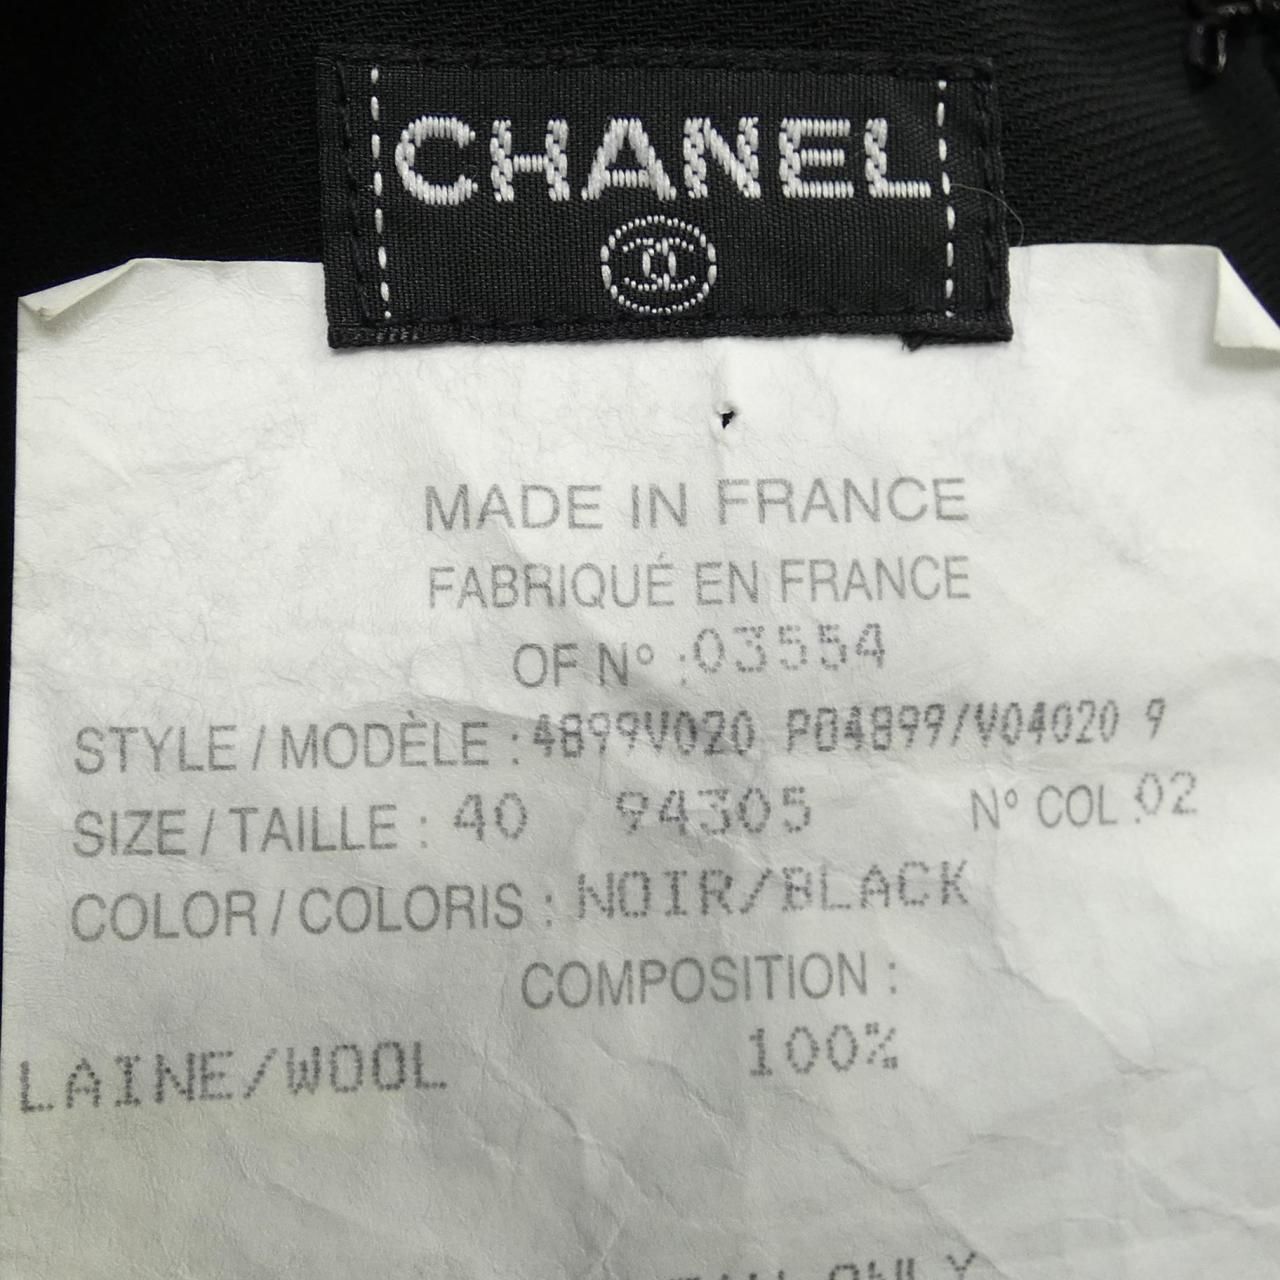 CHANEL
MADE IN FRANCE
FABRIQUÉ EN FRANCE
OF N° :03554
STYLE / MODÈLE : 4899V020 P04899/V04020 9
SIZE / TAILLE : 40 94305 N° COL :02
COLOR / COLORIS : NOIR/BLACK
COMPOSITION :
LAINE/WOOL 100%
ONLY